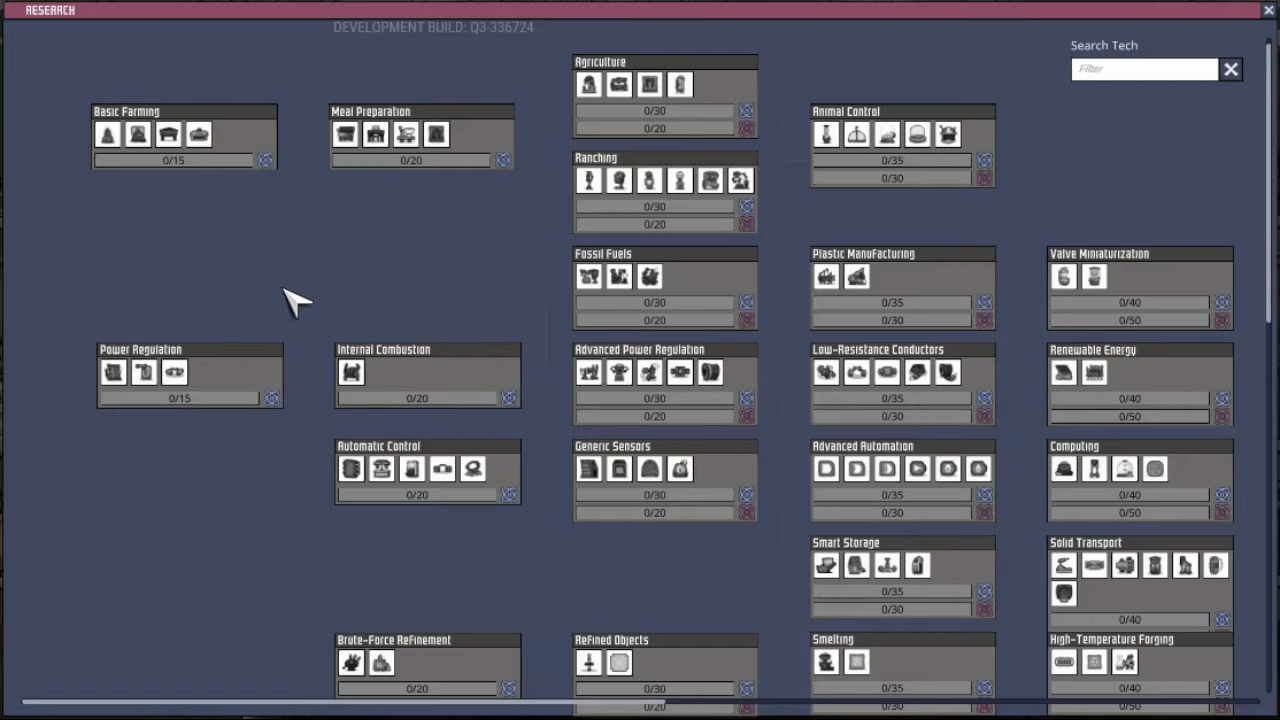 RESEARCH
DEVELOPMENT BUILD: Q3-336724
Search Tech
Filter
Basic Farming
0/15
Meal Preparation
0/20
Agriculture
0/30
0/20
Animal Control
0/35
0/30
Ranching
0/30
0/20
Fossil Fuels
0/30
0/20
Plastic Manufacturing
0/35
0/30
Valve Miniaturization
0/40
0/50
Power Regulation
0/15
Internal Combustion
0/20
Advanced Power Regulation
0/30
0/20
Low-Resistance Conductors
0/35
0/30
Renewable Energy
0/40
0/50
Automatic Control
0/20
Generic Sensors
0/30
0/20
Advanced Automation
0/35
0/30
Computing
0/40
0/50
Smart Storage
0/35
0/30
Solid Transport
0/40
Brute-Force Refinement
0/20
Refined Objects
0/30
0/20
Smelting
0/35
0/30
High-Temperature Forging
0/40
0/50